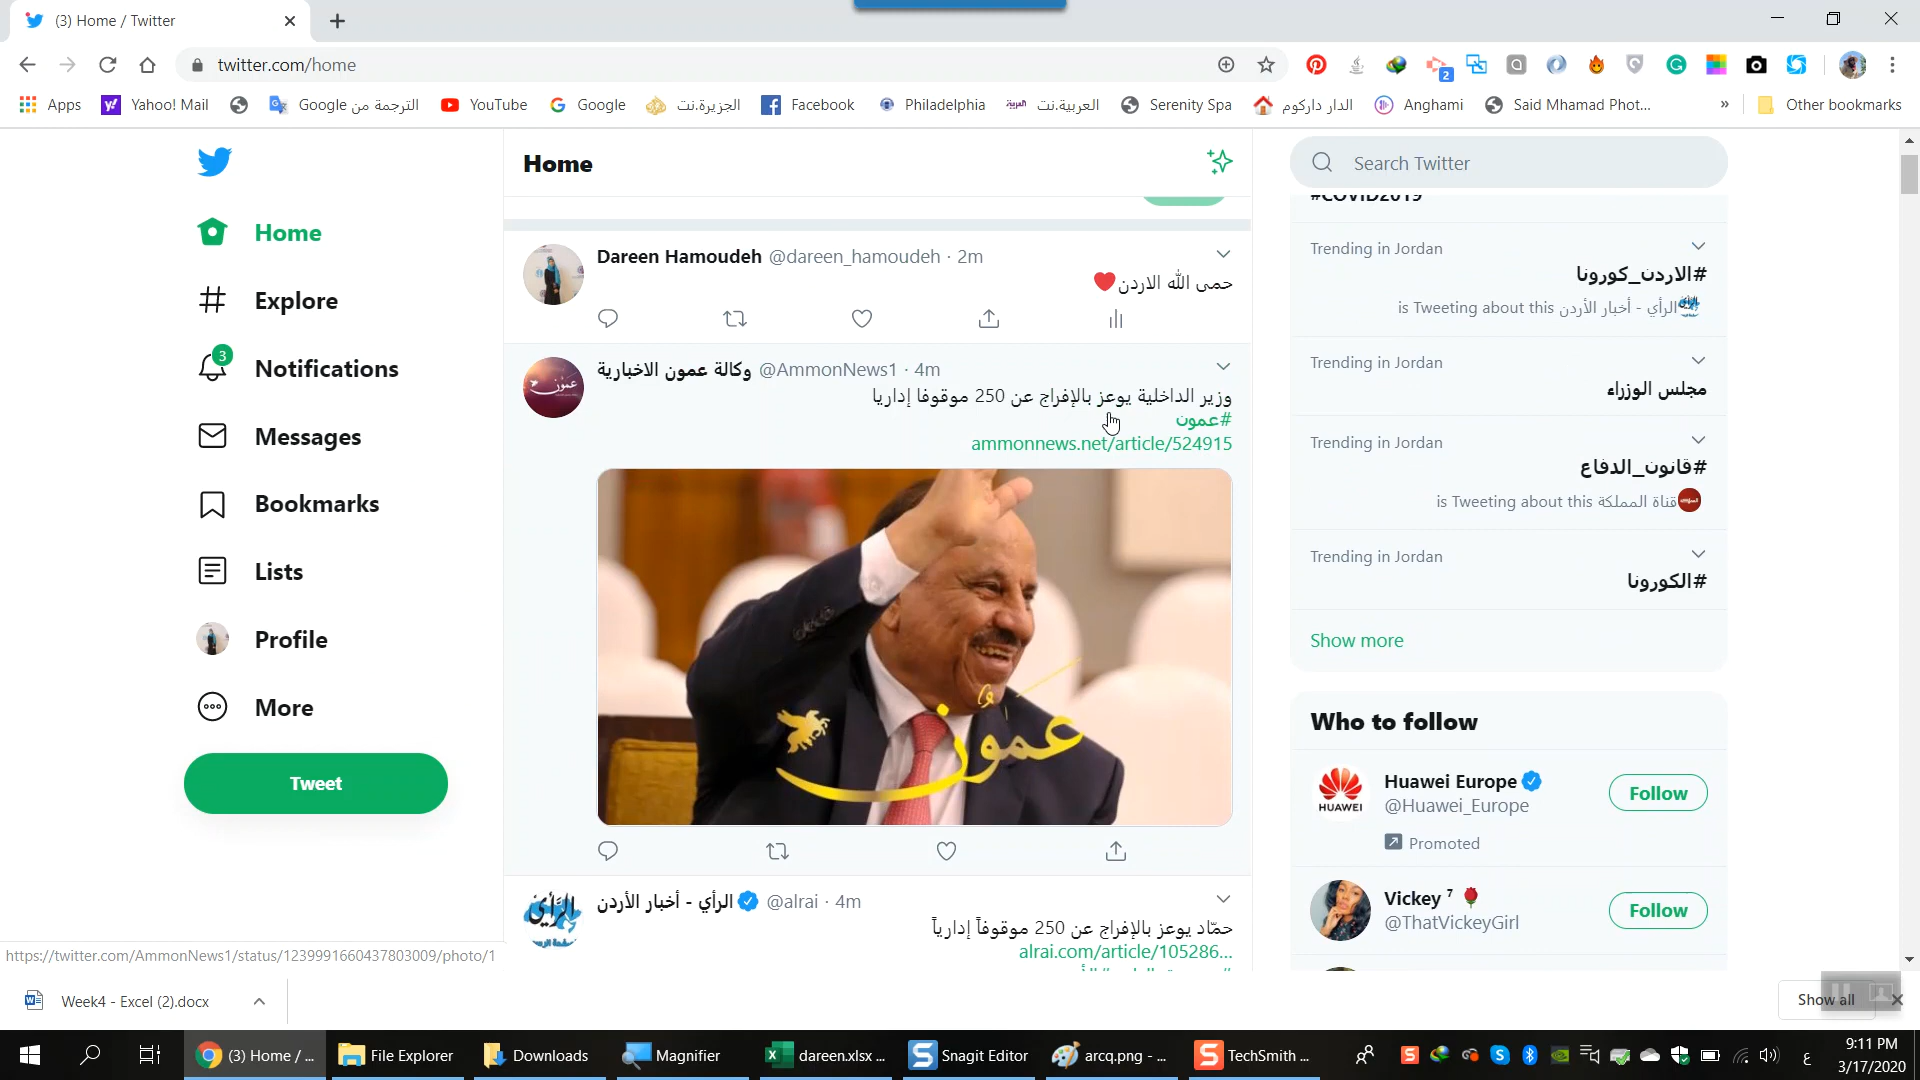 (3) Home / Twitter
twitter.com/home
2
Apps
Yahoo! Mail
Google الترجمة من
YouTube
Google
الجزيرة.نت
Facebook
Philadelphia
العربية.نت
Serenity Spa
الدار داركوم
Anghami
Said Mhamad Phot...
»
Other bookmarks
Home
Explore
3
Notifications
Messages
Bookmarks
Lists
Profile
More
Tweet
Home
Dareen Hamoudeh @dareen_hamoudeh · 2m
حمى الله الاردن❤️
وكالة عمون الاخبارية @AmmonNews1 · 4m
وزير الداخلية يوعز بالإفراج عن 250 موقوفا إداريا
#عمون
ammonnews.net/article/524915
عمون
عمون
الرأي - أخبار الأردن @alrai · 4m
الرأي
حمّاد يوعز بالإفراج عن 250 موقوفاً إدارياً
alrai.com/article/105286...
Search Twitter
#COVID2019
Trending in Jordan
#الاردن_كورونا
الرأي - أخبار الأردن is Tweeting about this
Trending in Jordan
مجلس الوزراء
Trending in Jordan
#قانون_الدفاع
قناة المملكة is Tweeting about this
Trending in Jordan
#الكورونا
Show more
Who to follow
HUAWEI
Huawei Europe
@Huawei_Europe
Follow
Promoted
Vickey ⁷ 🌹
@ThatVickeyGirl
Follow
https://twitter.com/AmmonNews1/status/1239991660437803009/photo/1
Week4 - Excel (2).docx
Show all
(3) Home / ...
File Explorer
Downloads
Magnifier
dareen.xlsx ...
Snagit Editor
arcq.png - ...
TechSmith ...
ع
9:11 PM
3/17/2020